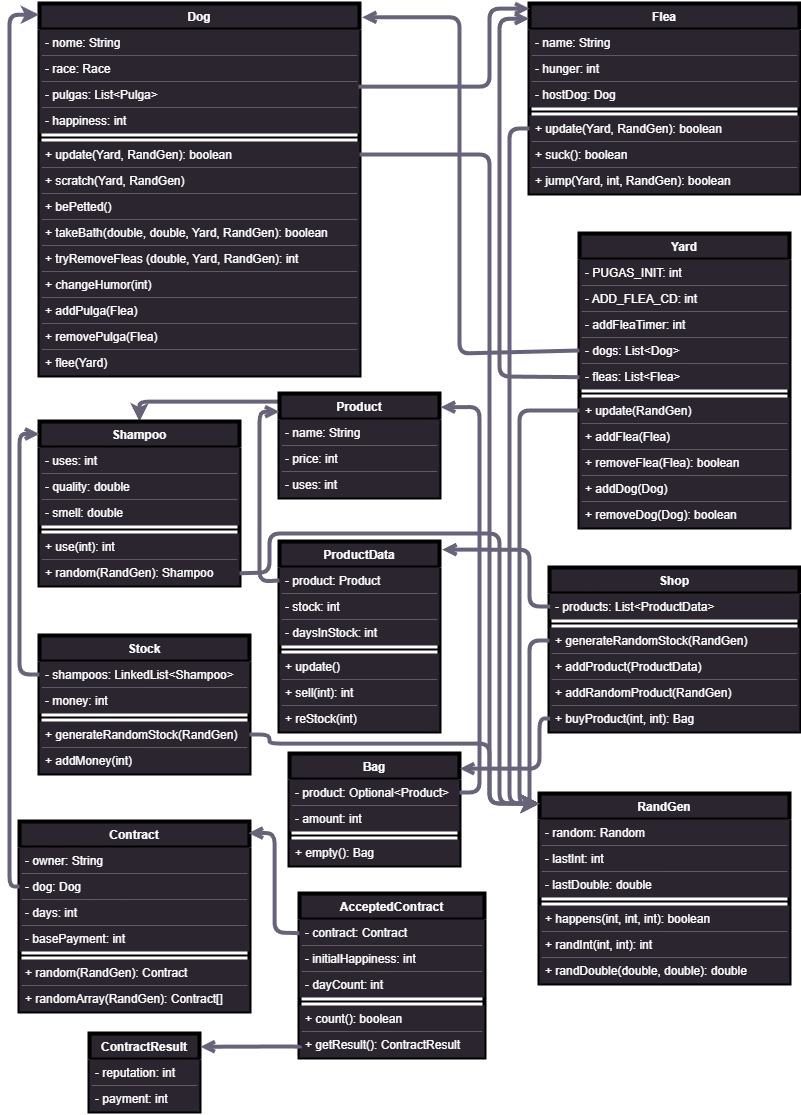 Dog
- nome: String
- race: Race
- pulgas: List<Pulga>
- happiness: int
+ update(Yard, RandGen): boolean
+ scratch(Yard, RandGen)
+ bePetted()
+ takeBath(double, double, Yard, RandGen): boolean
+ tryRemoveFleas (double, Yard, RandGen): int
+ changeHumor(int)
+ addPulga(Flea)
+ removePulga(Flea)
+ flee(Yard)
Flea
- name: String
- hunger: int
- hostDog: Dog
+ update(Yard, RandGen): boolean
+ suck(): boolean
+ jump(Yard, int, RandGen): boolean
Yard
- PUGAS_INIT: int
- ADD_FLEA_CD: int
- addFleaTimer: int
- dogs: List<Dog>
- fleas: List<Flea>
+ update(RandGen)
+ addFlea(Flea)
+ removeFlea(Flea): boolean
+ addDog(Dog)
+ removeDog(Dog): boolean
Product
- name: String
- price: int
- uses: int
Shampoo
- uses: int
- quality: double
- smell: double
+ use(int): int
+ random(RandGen): Shampoo
ProductData
- product: Product
- stock: int
- daysInStock: int
+ update()
+ sell(int): int
+ reStock(int)
Shop
- products: List<ProductData>
+ generateRandomStock(RandGen)
+ addProduct(ProductData)
+ addRandomProduct(RandGen)
+ buyProduct(int, int): Bag
Stock
- shampoos: LinkedList<Shampoo>
- money: int
+ generateRandomStock(RandGen)
+ addMoney(int)
Bag
- product: Optional<Product>
- amount: int
+ empty(): Bag
RandGen
- random: Random
- lastInt: int
- lastDouble: double
+ happens(int, int, int): boolean
+ randInt(int, int): int
+ randDouble(double, double): double
Contract
- owner: String
- dog: Dog
- days: int
- basePayment: int
+ random(RandGen): Contract
+ randomArray(RandGen): Contract[]
AcceptedContract
- contract: Contract
- initialHappiness: int
- dayCount: int
+ count(): boolean
+ getResult(): ContractResult
ContractResult
- reputation: int
- payment: int